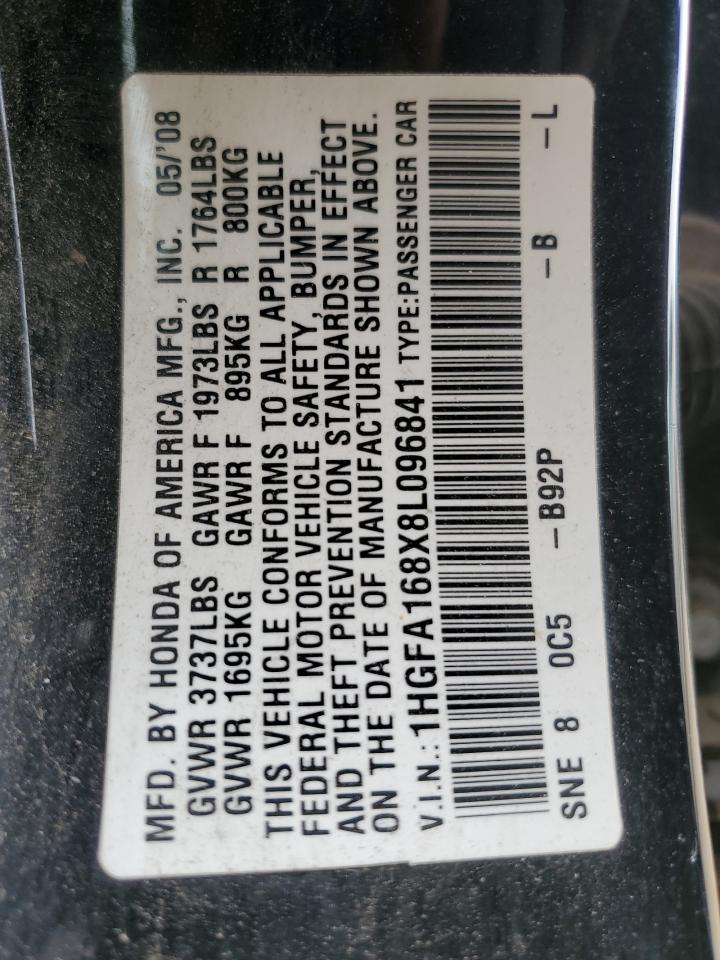 MFD. BY HONDA OF AMERICA MFG., INC. 05/'08
GVWR 3737LBS GAWR F 1973LBS R 1764LBS
GVWR 1695KG GAWR F 895KG R 800KG
THIS VEHICLE CONFORMS TO ALL APPLICABLE
FEDERAL MOTOR VEHICLE SAFETY, BUMPER,
AND THEFT PREVENTION STANDARDS IN EFFECT
ON THE DATE OF MANUFACTURE SHOWN ABOVE.
V.I.N.: 1HGFA168X8L096841 TYPE:PASSENGER CAR
SNE 8 0C5 –B92P –B –L